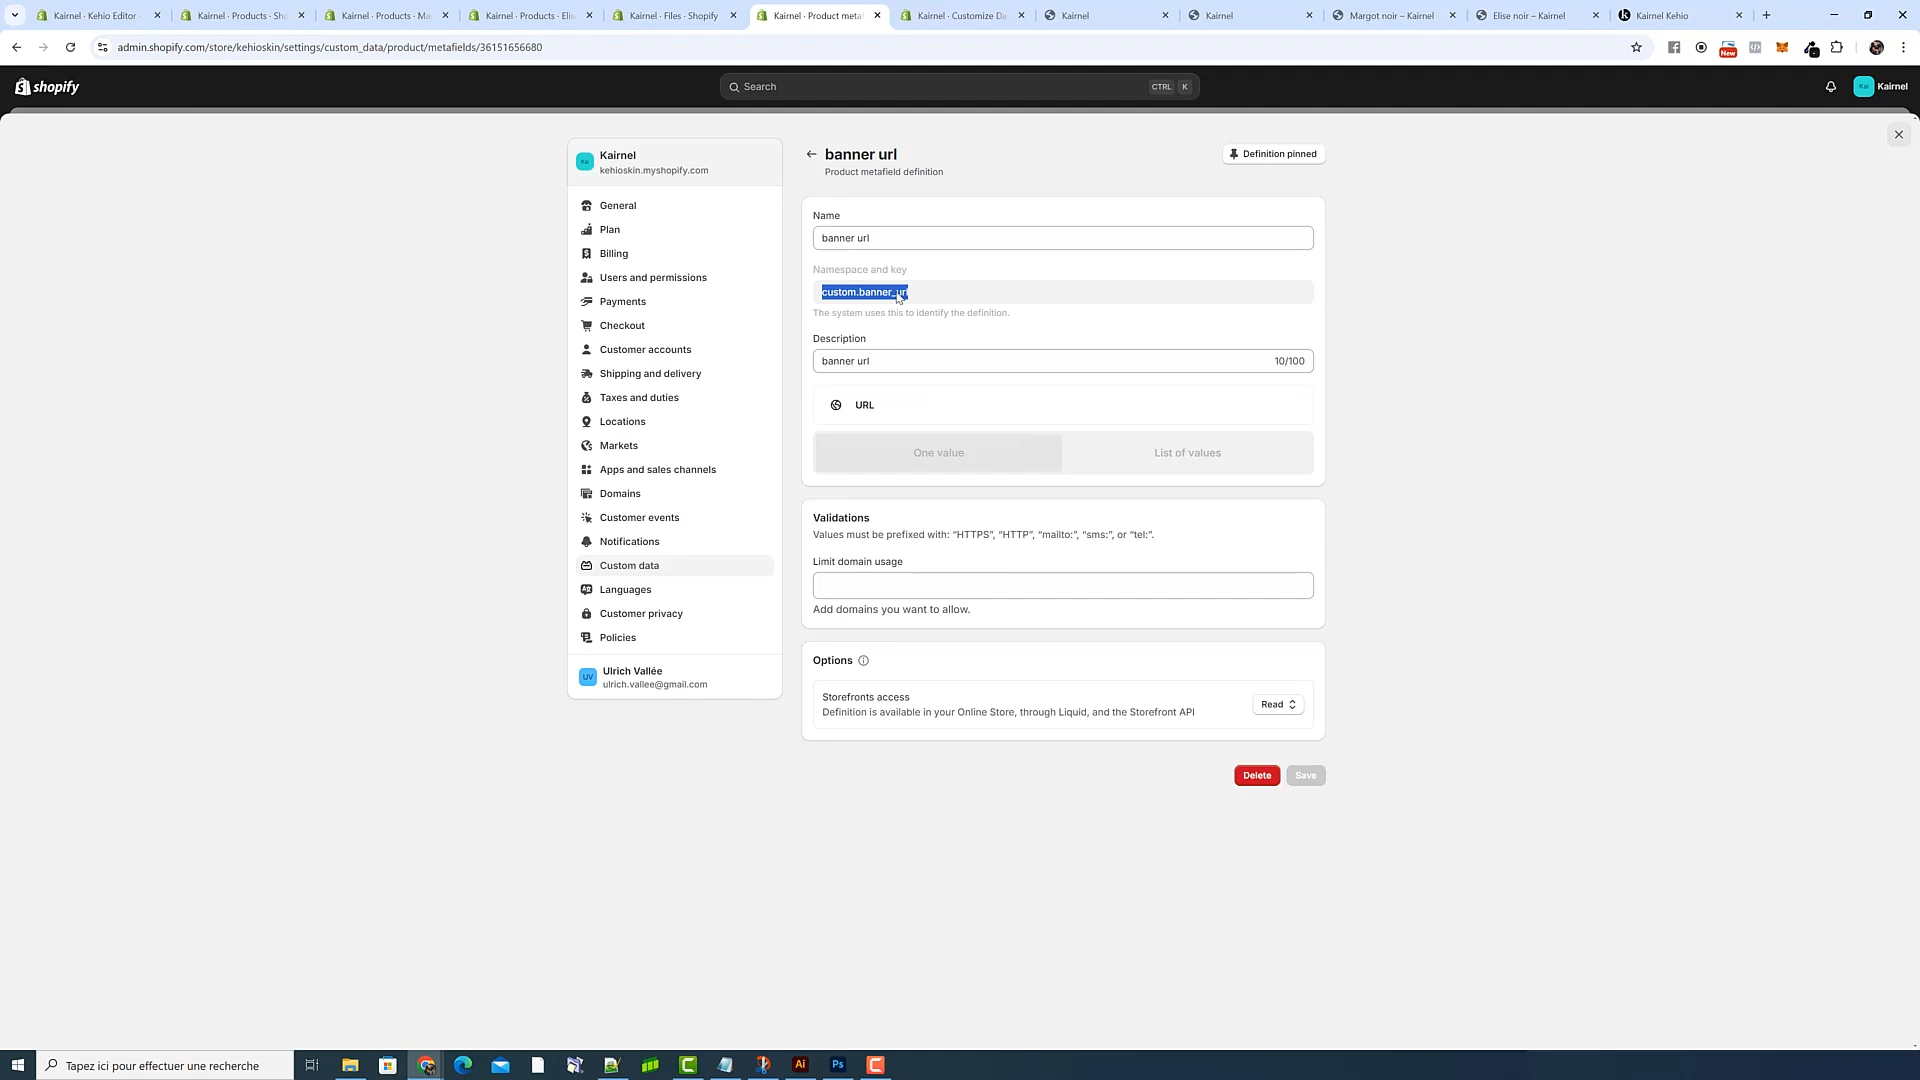 Kairnel · Kehio Editor
Kairnel · Products · Sho
Kairnel · Products · Ma
Kairnel · Products · Elis
Kairnel · Files · Shopify
Kairnel · Product metaf
Kairnel · Customize Da
Kairnel
Kairnel
Margot noir – Kairnel
Elise noir – Kairnel
Kairnel Kehio
admin.shopify.com/store/kehioskin/settings/custom_data/product/metafields/36151656680
New
shopify
Search
CTRL K
Kai Kairnel
Kai
Kairnel
kehioskin.myshopify.com
General
Plan
Billing
Users and permissions
Payments
Checkout
Customer accounts
Shipping and delivery
Taxes and duties
Locations
Markets
Apps and sales channels
Domains
Customer events
Notifications
Custom data
Languages
Customer privacy
Policies
UV
Ulrich Vallée
ulrich.vallee@gmail.com
banner url
Product metafield definition
Definition pinned
Name
banner url
Namespace and key
custom.banner_url
The system uses this to identify the definition.
Description
banner url 10/100
URL
One value List of values
Validations
Values must be prefixed with: “HTTPS”, “HTTP”, “mailto:”, “sms:”, or “tel:”.
Limit domain usage
Add domains you want to allow.
Options
Storefronts access
Definition is available in your Online Store, through Liquid, and the Storefront API
Read
Delete Save
Tapez ici pour effectuer une recherche
Ai
Ps